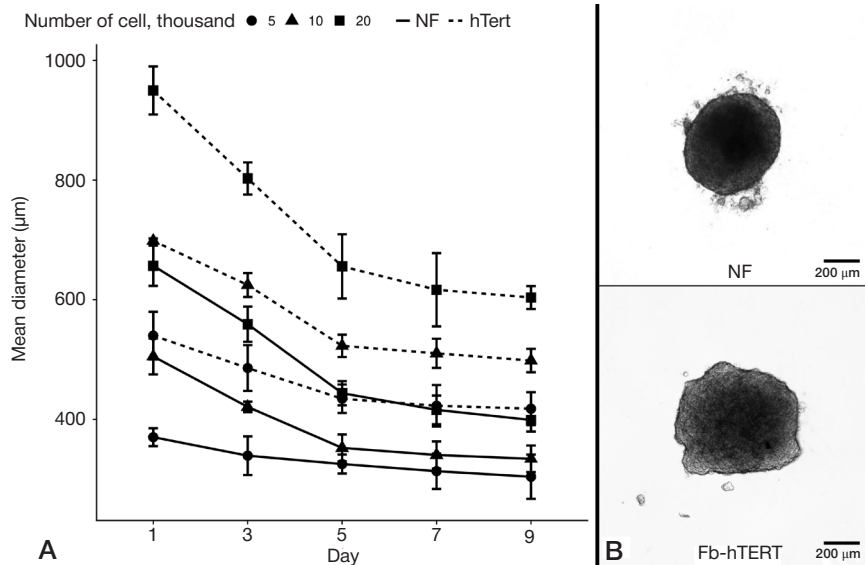 Number of cell, thousand ● 5 ▲ 10 ■ 20 — NF --- hTert
1000
800
600
400
Mean diameter (µm)
1 3 5 7 9
Day
A
NF
200 µm
Fb-hTERT
200 µm
B